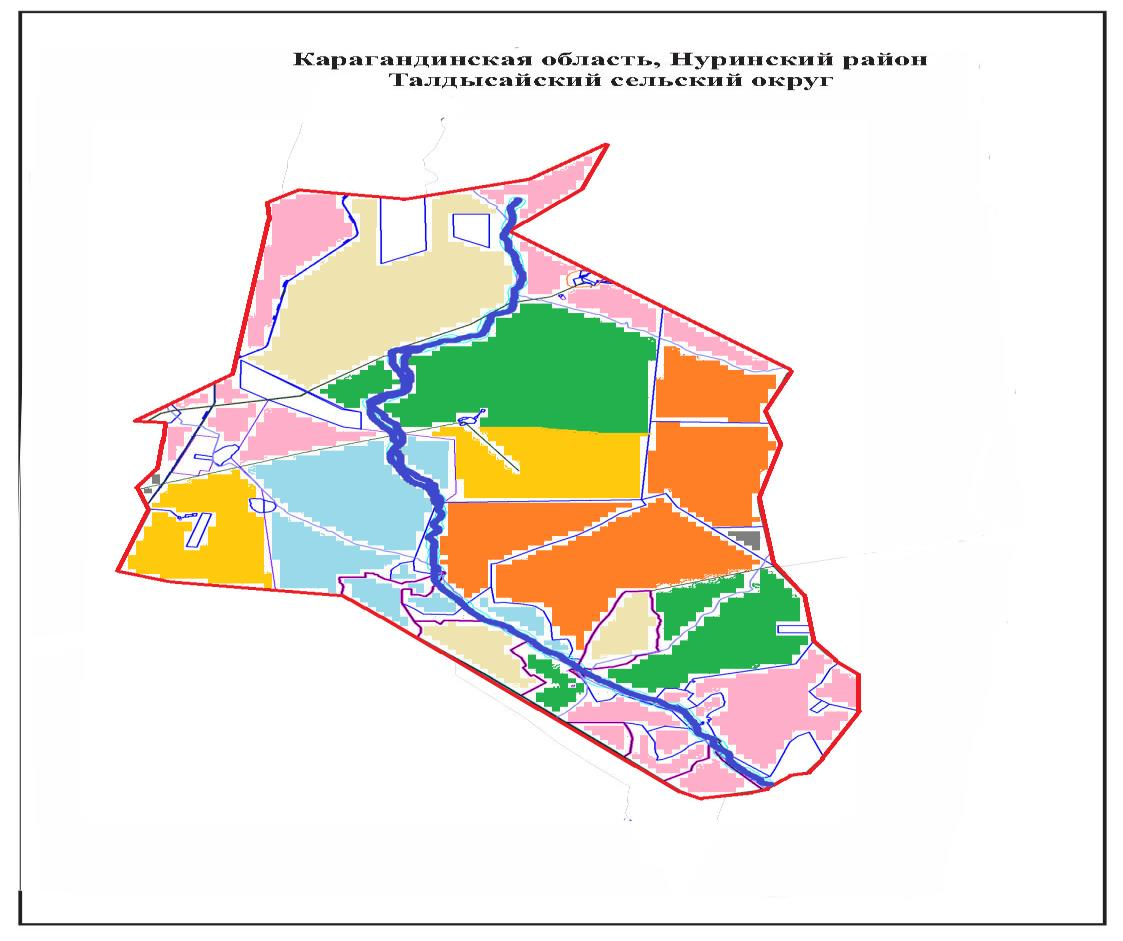 Карагандинская область, Нуринский район
Талдысайский сельский округ